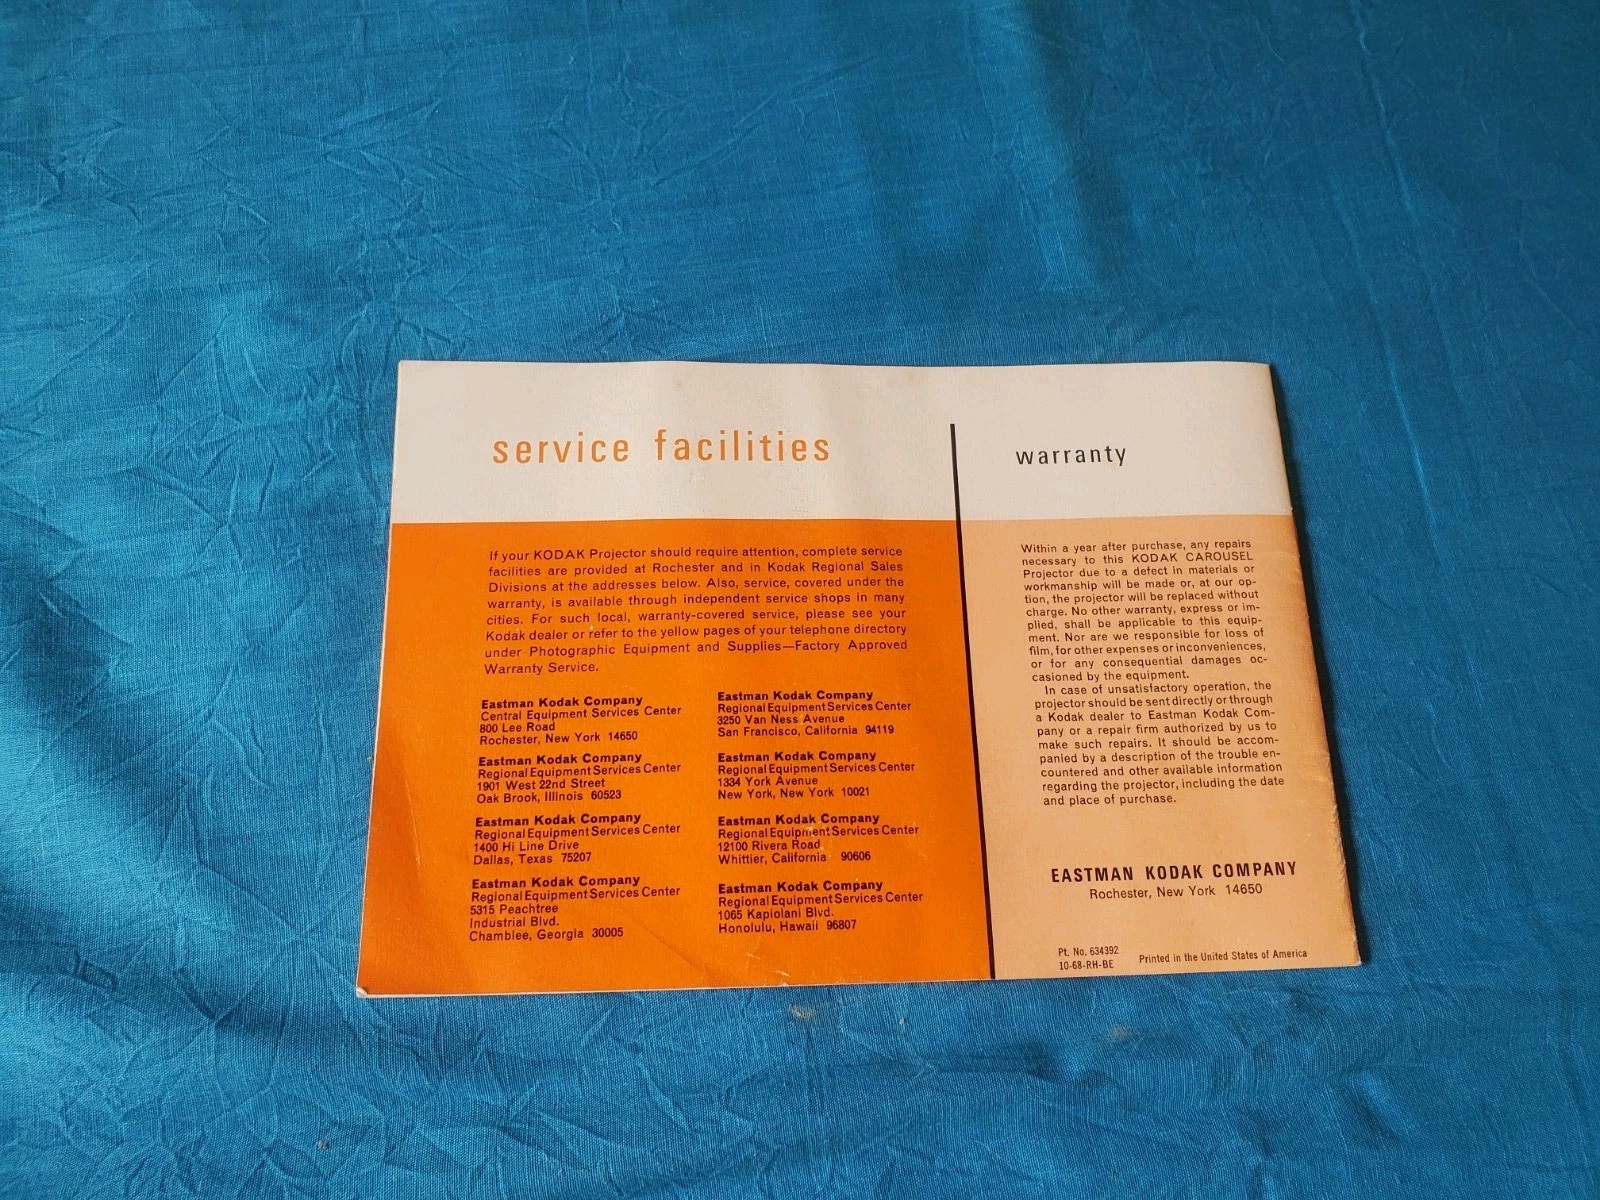 service facilities
If your KODAK Projector should require attention, complete service
facilities are provided at Rochester and in Kodak Regional Sales
Divisions at the addresses below. Also, service, covered under the
warranty, is available through independent service shops in many
cities. For such local, warranty-covered service, please see your
Kodak dealer or refer to the yellow pages of your telephone directory
under Photographic Equipment and Supplies—Factory Approved
Warranty Service.
Eastman Kodak Company
Central Equipment Services Center
800 Lee Road
Rochester, New York 14650
Eastman Kodak Company
Regional Equipment Services Center
1901 West 22nd Street
Oak Brook, Illinois 60523
Eastman Kodak Company
Regional Equipment Services Center
1400 Hi Line Drive
Dallas, Texas 75207
Eastman Kodak Company
Regional Equipment Services Center
5315 Peachtree
Industrial Blvd.
Chamblee, Georgia 30005
Eastman Kodak Company
Regional Equipment Services Center
3250 Van Ness Avenue
San Francisco, California 94119
Eastman Kodak Company
Regional Equipment Services Center
1334 York Avenue
New York, New York 10021
Eastman Kodak Company
Regional Equipment Services Center
12100 Rivera Road
Whittier, California 90606
Eastman Kodak Company
Regional Equipment Services Center
1065 Kapiolani Blvd.
Honolulu, Hawaii 96807
warranty
Within a year after purchase, any repairs
necessary to this KODAK CAROUSEL
Projector due to a defect in materials or
workmanship will be made or, at our op-
tion, the projector will be replaced without
charge. No other warranty, express or im-
plied, shall be applicable to this equip-
ment. Nor are we responsible for loss of
film, for other expenses or inconveniences,
or for any consequential damages oc-
casioned by the equipment.
In case of unsatisfactory operation, the
projector should be sent directly or through
a Kodak dealer to Eastman Kodak Com-
pany or a repair firm authorized by us to
make such repairs. It should be accom-
panied by a description of the trouble en-
countered and other available information
regarding the projector, including the date
and place of purchase.
EASTMAN KODAK COMPANY
Rochester, New York 14650
Pt. No. 634392
10-68-RH-BE
Printed in the United States of America